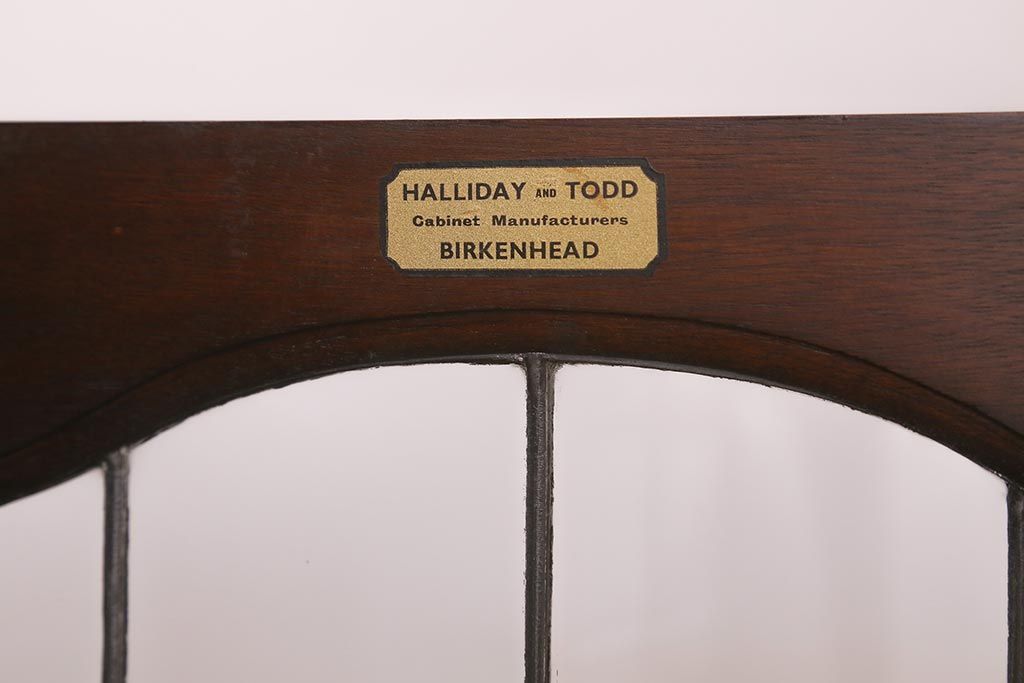 HALLIDAY AND TODD
Cabinet Manufacturers
BIRKENHEAD